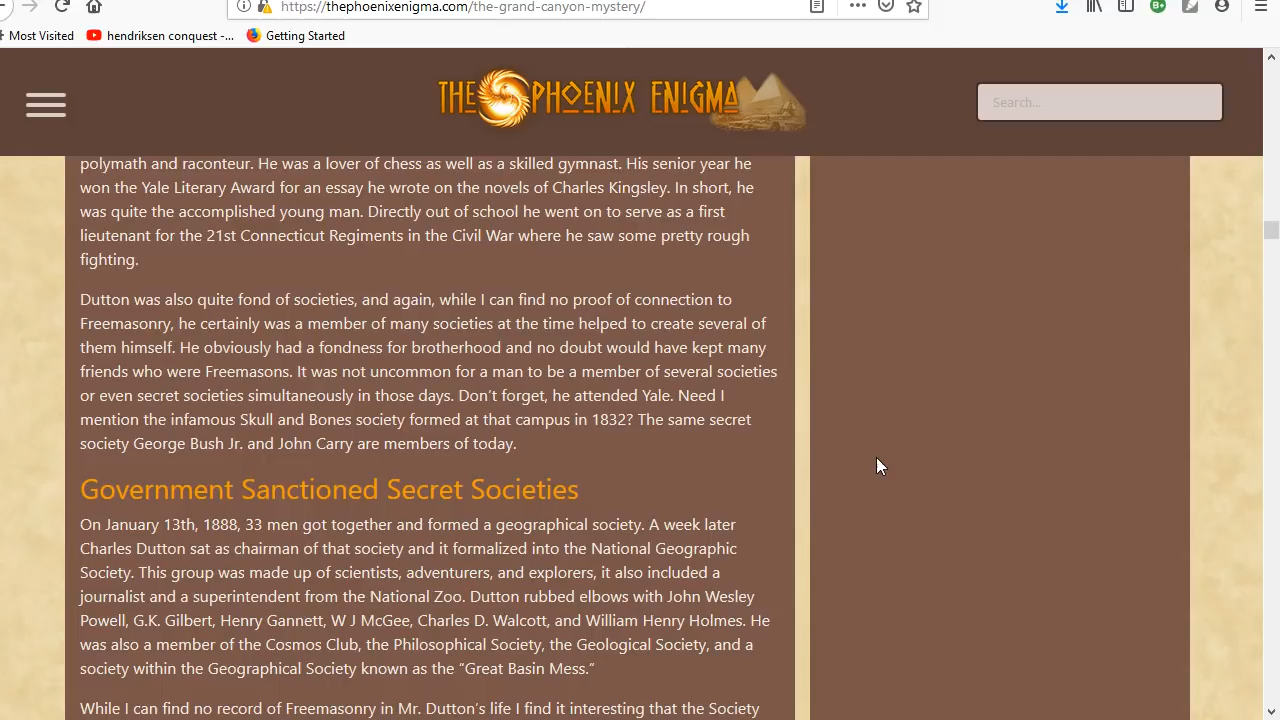 https://thephoenixenigma.com/the-grand-canyon-mystery/
Most Visited
hendriksen conquest -...
Getting Started
THE PHOENIX ENIGMA
Search...
polymath and raconteur. He was a lover of chess as well as a skilled gymnast. His senior year he
won the Yale Literary Award for an essay he wrote on the novels of Charles Kingsley. In short, he
was quite the accomplished young man. Directly out of school he went on to serve as a first
lieutenant for the 21st Connecticut Regiments in the Civil War where he saw some pretty rough
fighting.
Dutton was also quite fond of societies, and again, while I can find no proof of connection to
Freemasonry, he certainly was a member of many societies at the time helped to create several of
them himself. He obviously had a fondness for brotherhood and no doubt would have kept many
friends who were Freemasons. It was not uncommon for a man to be a member of several societies
or even secret societies simultaneously in those days. Don't forget, he attended Yale. Need I
mention the infamous Skull and Bones society formed at that campus in 1832? The same secret
society George Bush Jr. and John Carry are members of today.
Government Sanctioned Secret Societies
On January 13th, 1888, 33 men got together and formed a geographical society. A week later
Charles Dutton sat as chairman of that society and it formalized into the National Geographic
Society. This group was made up of scientists, adventurers, and explorers, it also included a
journalist and a superintendent from the National Zoo. Dutton rubbed elbows with John Wesley
Powell, G.K. Gilbert, Henry Gannett, W J McGee, Charles D. Walcott, and William Henry Holmes. He
was also a member of the Cosmos Club, the Philosophical Society, the Geological Society, and a
society within the Geographical Society known as the "Great Basin Mess."
While I can find no record of Freemasonry in Mr. Dutton's life I find it interesting that the Society